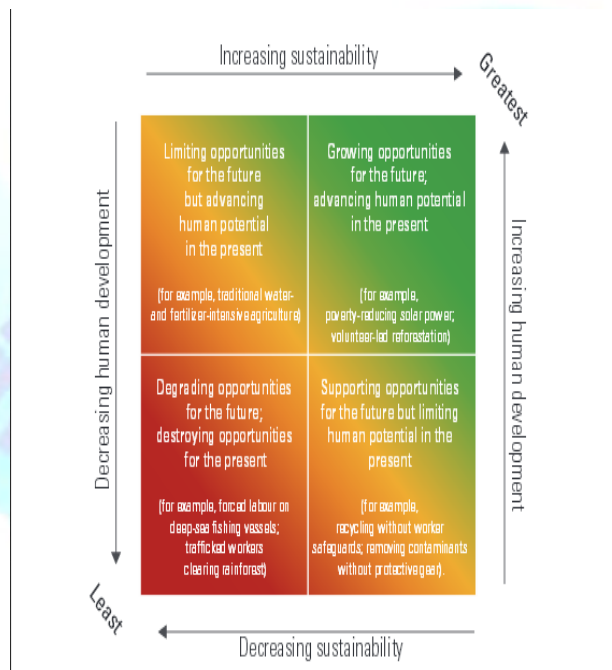 Increasing sustainability
Greatest
Decreasing human development
Limiting opportunities
for the future
but advancing
human potential
in the present
(for example, traditional water-
and fertilizer-intensive agriculture)
Growing opportunities
for the future;
advancing human potential
in the present
(for example,
poverty-reducing solar power;
volunteer-led reforestation)
Increasing human development
Degrading opportunities
for the future;
destroying opportunities
for the present
(for example, forced labour on
deep-sea fishing vessels;
trafficked workers
clearing rainforest)
Supporting opportunities
for the future but limiting
human potential in the
present
(for example,
recycling without worker
safeguards; removing contaminants
without protective gear).
Least
Decreasing sustainability